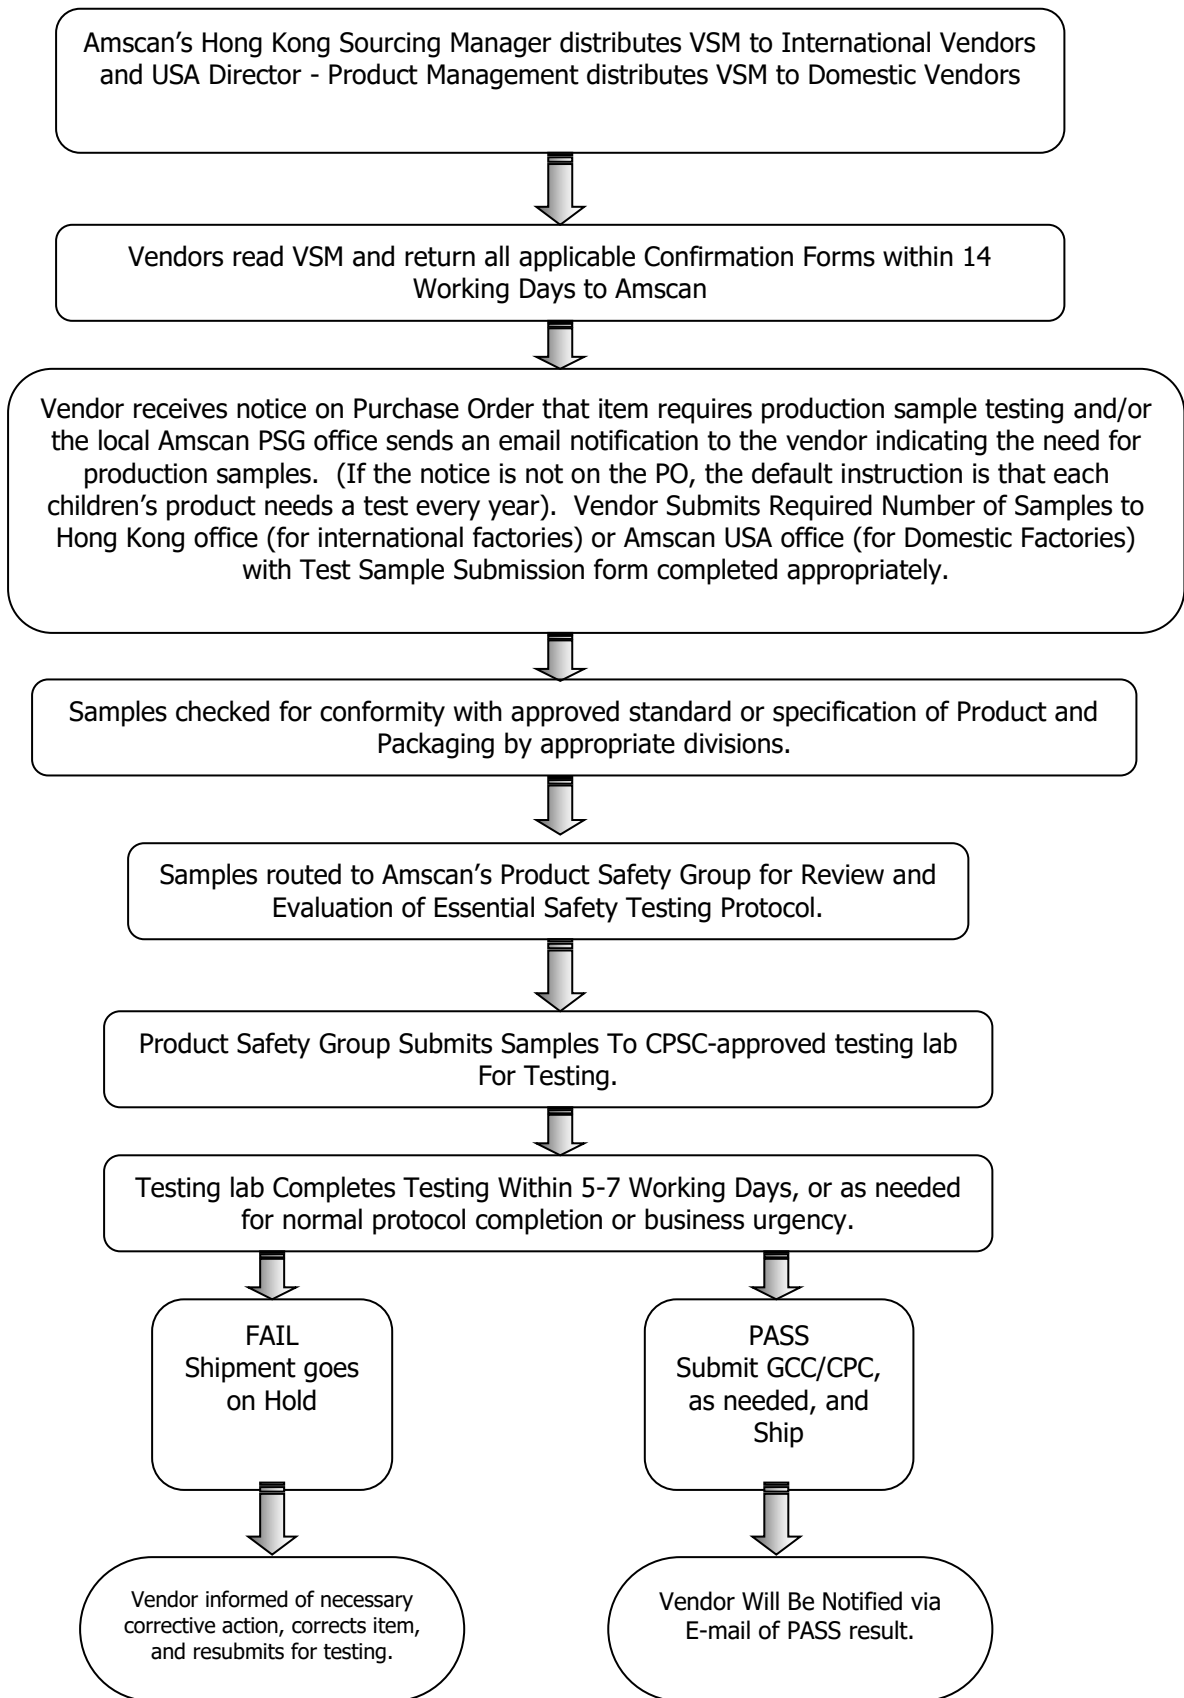 Amscan’s Hong Kong Sourcing Manager distributes VSM to International Vendors
and USA Director - Product Management distributes VSM to Domestic Vendors
Vendors read VSM and return all applicable Confirmation Forms within 14
Working Days to Amscan
Vendor receives notice on Purchase Order that item requires production sample testing and/or
the local Amscan PSG office sends an email notification to the vendor indicating the need for
production samples.  (If the notice is not on the PO, the default instruction is that each
children’s product needs a test every year).  Vendor Submits Required Number of Samples to
Hong Kong office (for international factories) or Amscan USA office (for Domestic Factories)
with Test Sample Submission form completed appropriately.
Samples checked for conformity with approved standard or specification of Product and
Packaging by appropriate divisions.
Samples routed to Amscan’s Product Safety Group for Review and
Evaluation of Essential Safety Testing Protocol.
Product Safety Group Submits Samples To CPSC-approved testing lab
For Testing.
Testing lab Completes Testing Within 5-7 Working Days, or as needed
for normal protocol completion or business urgency.
FAIL
Shipment goes
on Hold
PASS
Submit GCC/CPC,
as needed, and
Ship
Vendor informed of necessary
corrective action, corrects item,
and resubmits for testing.
Vendor Will Be Notified via
E-mail of PASS result.